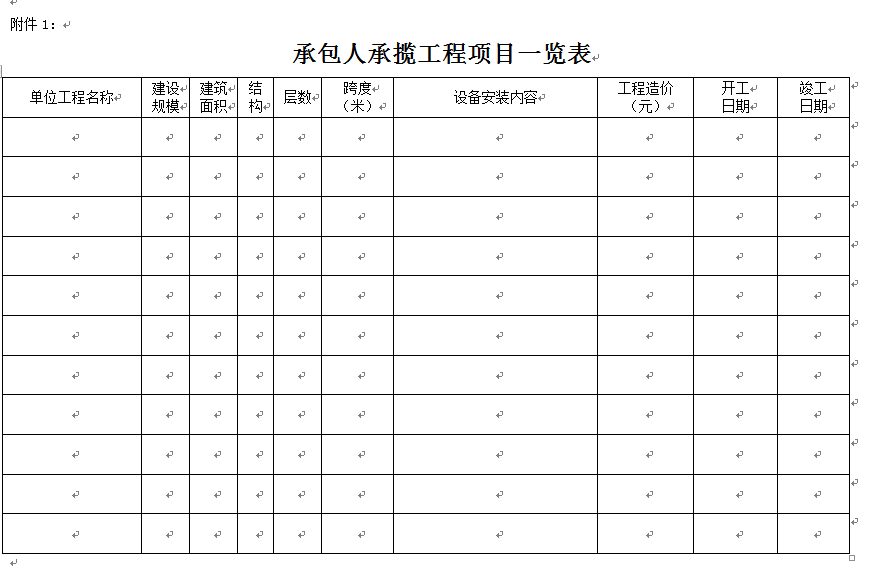 附件 1：
承包人承揽工程项目一览表
单位工程名称 建设规模 建筑面积 结构 层数 跨度（米） 设备安装内容 工程造价（元） 开工日期 竣工日期